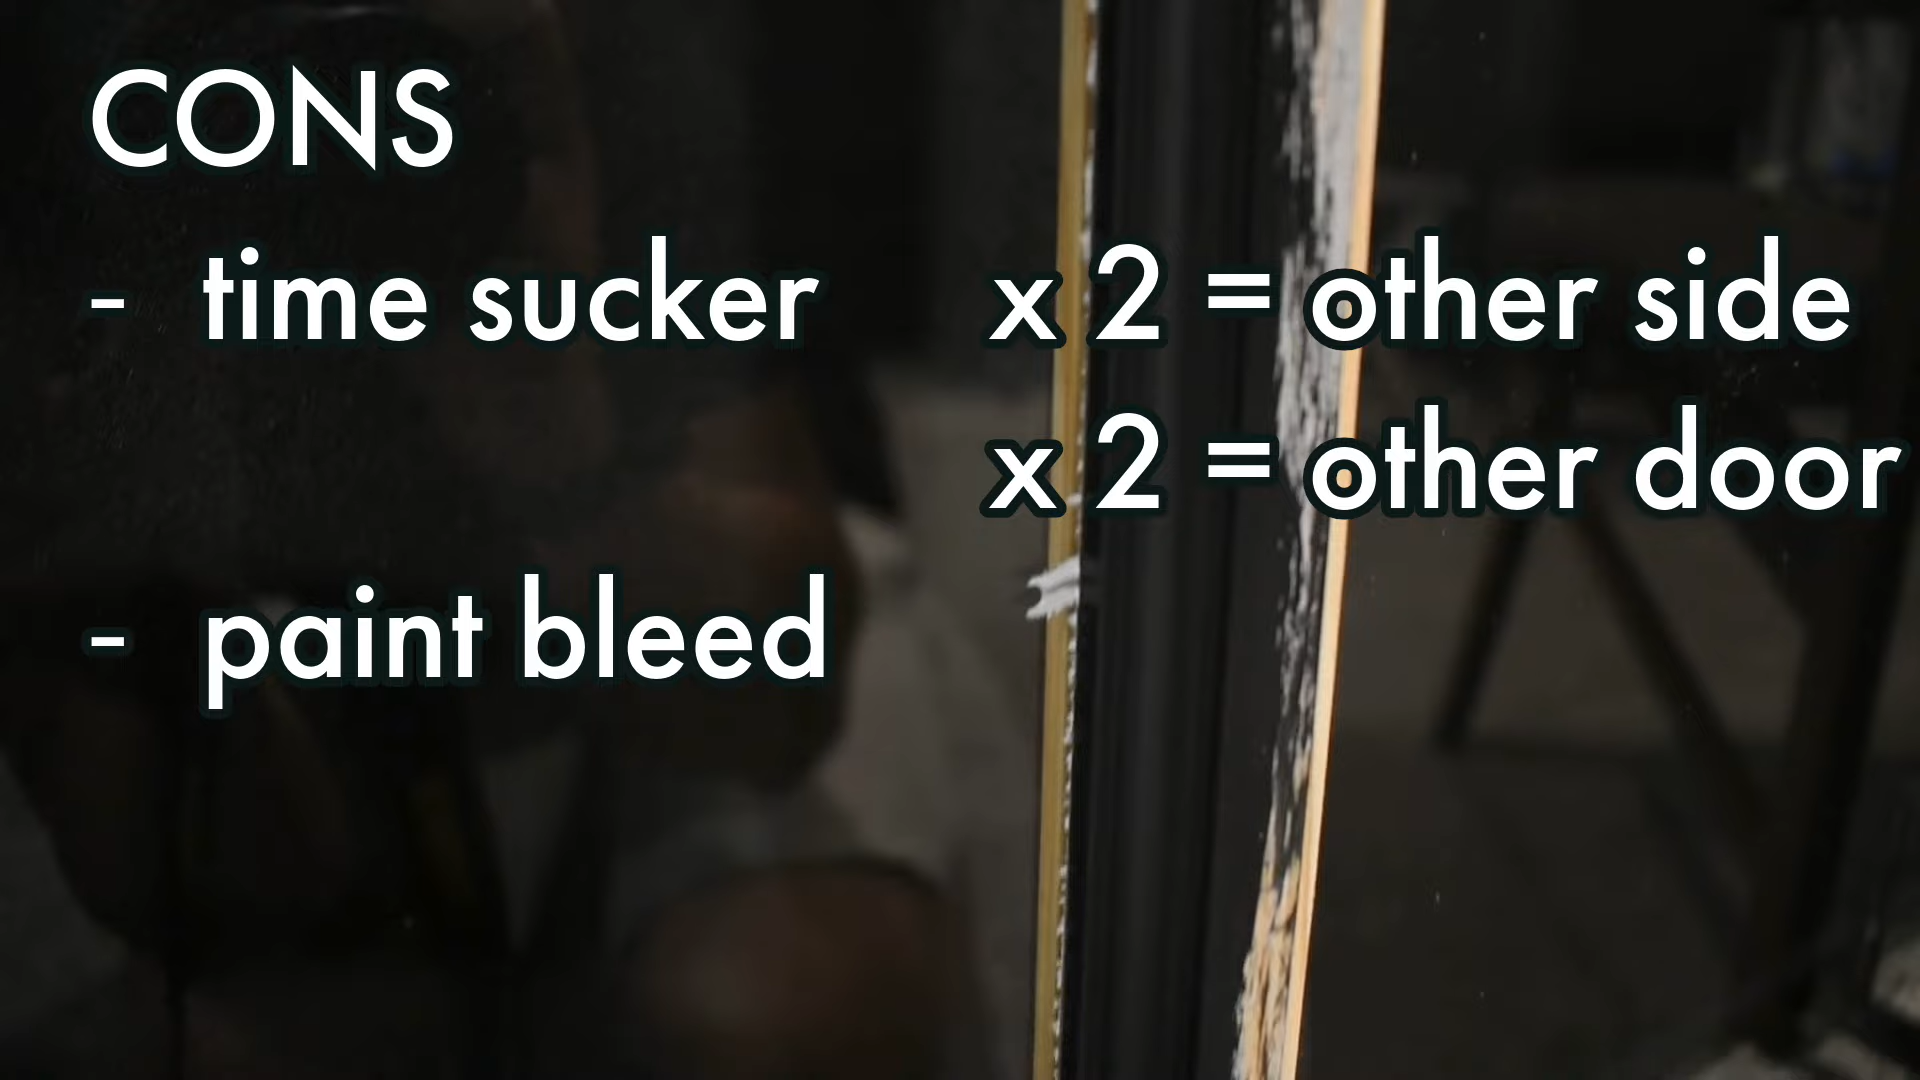 CONS
- time sucker x 2 = other side
x 2 = other door
- paint bleed